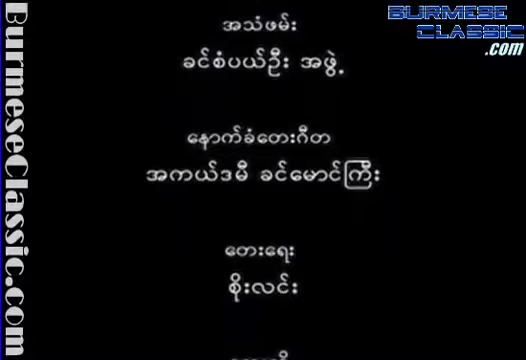 BURMESE
CLASSIC
.com
BurmeseClassic.com
အသံဖမ်း
ခင်စံပယ်ဦး အဖွဲ့
နောက်ခံတေးဂီတ
အကယ်ဒမီ ခင်မောင်ကြီး
တေးရေး
စိုးလင်း